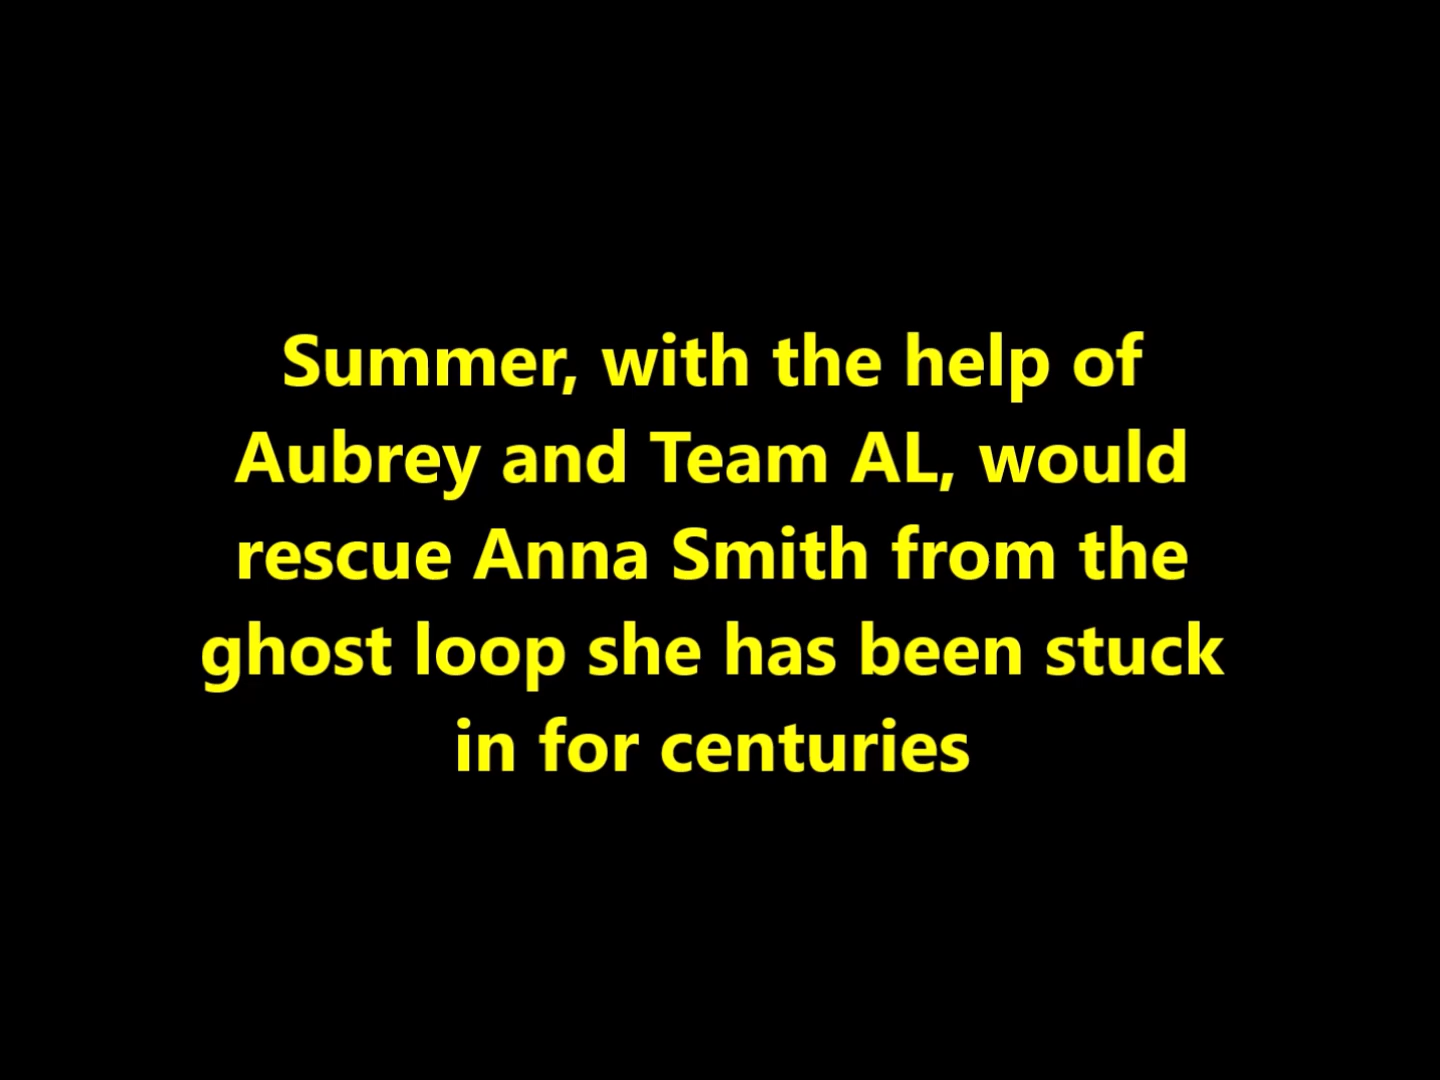 Summer, with the help of
Aubrey and Team AL, would
rescue Anna Smith from the
ghost loop she has been stuck
in for centuries